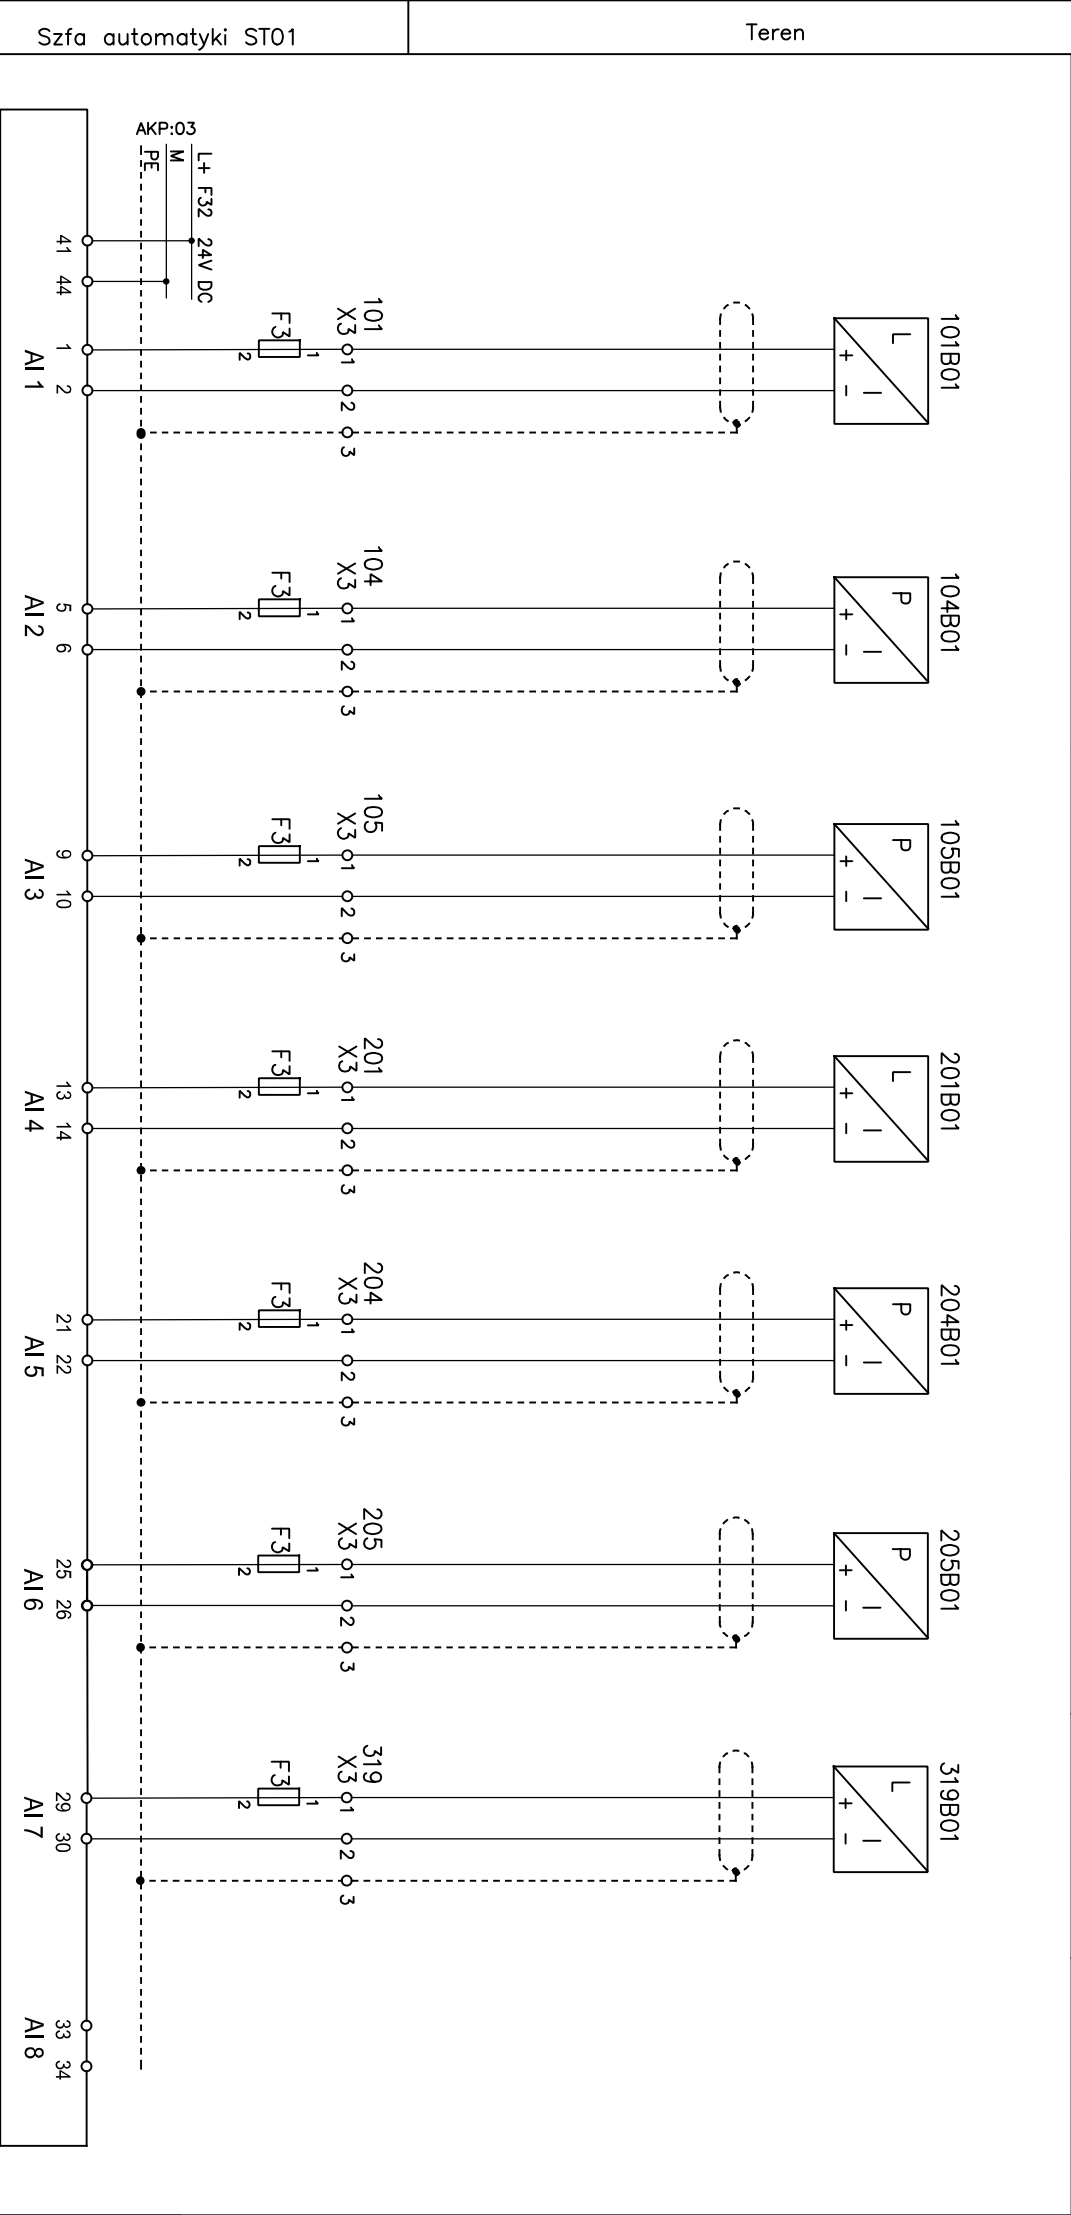 Szfa automatyki ST01
Teren
AKP:03
L+ F32 24V DC
M
PE
41
44
101B01
L
I
+
-
101
X3
1
2
3
F3
1
2
1
2
AI 1
104B01
P
I
+
-
104
X3
1
2
3
F3
1
2
5
6
AI 2
105B01
P
I
+
-
105
X3
1
2
3
F3
1
2
9
10
AI 3
201B01
L
I
+
-
201
X3
1
2
3
F3
1
2
13
14
AI 4
204B01
P
I
+
-
204
X3
1
2
3
F3
1
2
21
22
AI 5
205B01
P
I
+
-
205
X3
1
2
3
F3
1
2
25
26
AI 6
319B01
L
I
+
-
319
X3
1
2
3
F3
1
2
29
30
AI 7
33
34
AI 8